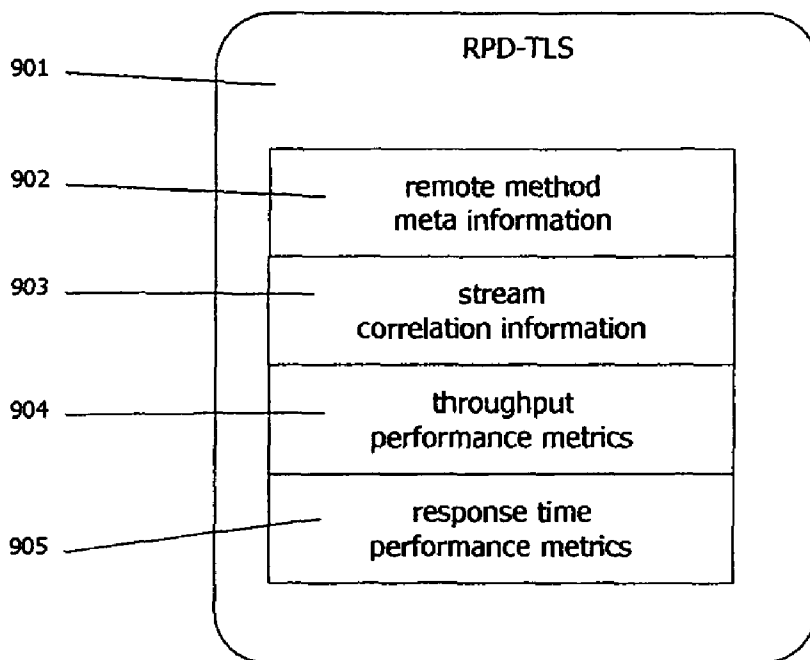 RPD-TLS
901
902
remote method
meta information
903
stream
correlation information
904
throughput
performance metrics
905
response time
performance metrics